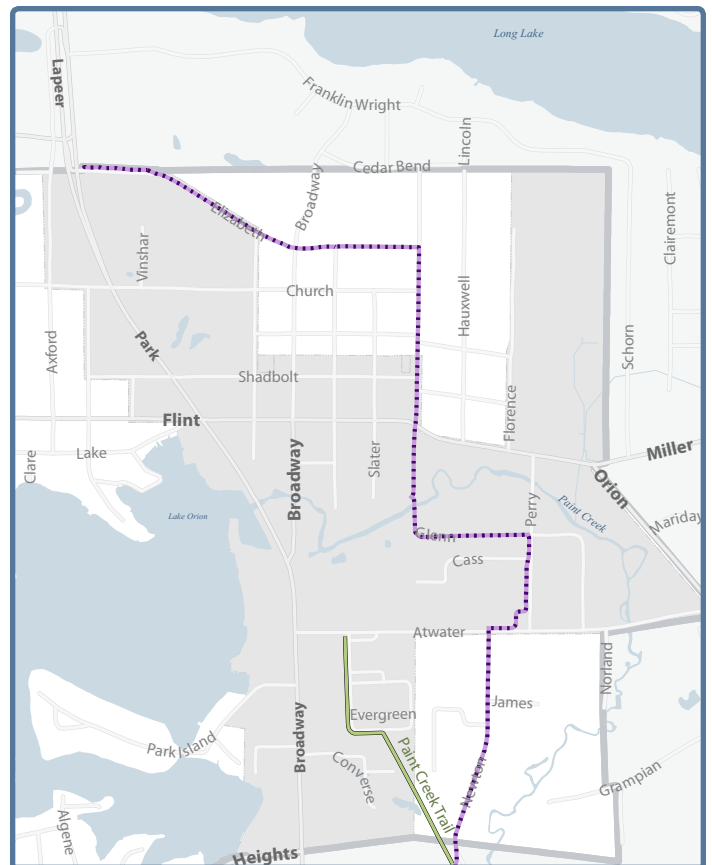 Long Lake
Lapeer
Franklin Wright
Lincoln
Cedar Bend
Broadway
Elizabeth
Clairemont
Vinshar
Church
Hauxwell
Schorn
Axford
Park
Shadbolt
Florence
Flint
Broadway
Slater
Miller
Clare
Lake
Orion
Lake Orion
Perry
Paint Creek
Mariday
Glenn
Cass
Atwater
Norland
James
Evergreen
Park Island
Broadway
Converse
Paint Creek Trail
Newton
Grampian
Algene
Heights